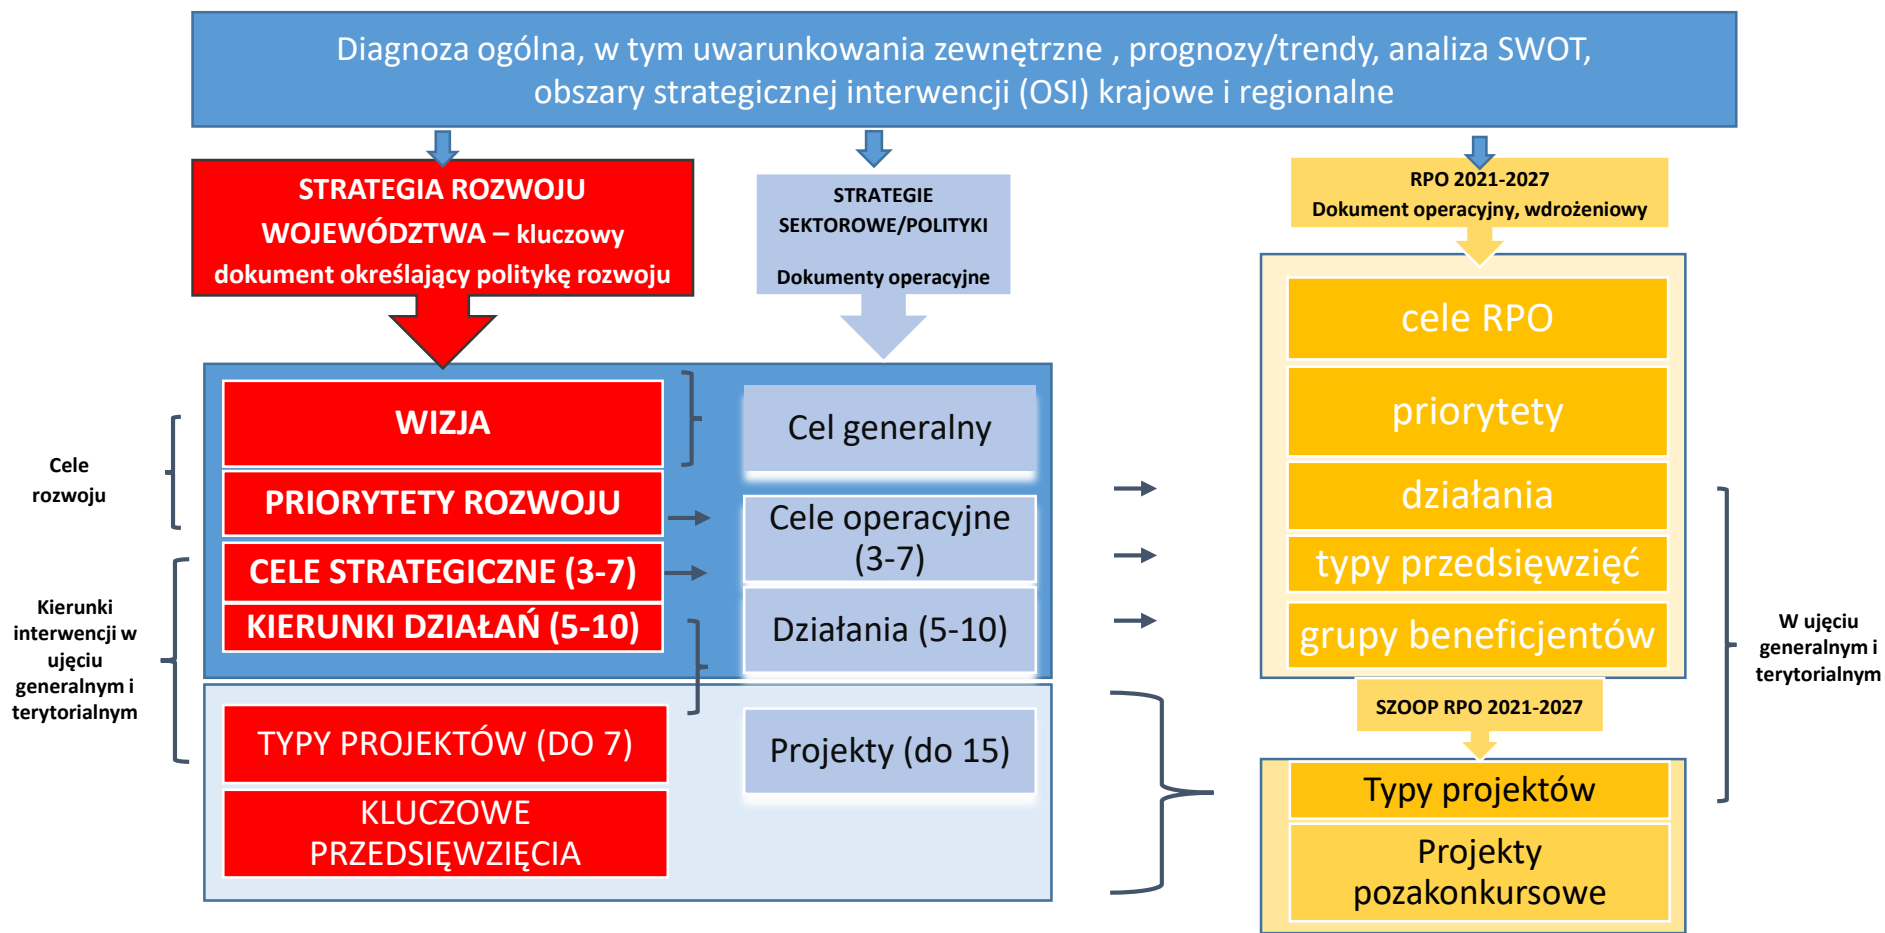 Diagnoza ogólna, w tym uwarunkowania zewnętrzne , prognozy/trendy, analiza SWOT,
obszary strategicznej interwencji (OSI) krajowe i regionalne
STRATEGIA ROZWOJU
WOJEWÓDZTWA – kluczowy
dokument określający politykę rozwoju
STRATEGIE
SEKTOROWE/POLITYKI
Dokumenty operacyjne
RPO 2021-2027
Dokument operacyjny, wdrożeniowy
Cele
rozwoju
Kierunki
interwencji w
ujęciu
generalnym i
terytorialnym
WIZJA
PRIORYTETY ROZWOJU
CELE STRATEGICZNE (3-7)
KIERUNKI DZIAŁAŃ (5-10)
TYPY PROJEKTÓW (DO 7)
KLUCZOWE
PRZEDSIĘWZIĘCIA
Cel generalny
Cele operacyjne
(3-7)
Działania (5-10)
Projekty (do 15)
cele RPO
priorytety
działania
typy przedsięwzięć
grupy beneficjentów
SZOOP RPO 2021-2027
Typy projektów
Projekty
pozakonkursowe
W ujęciu
generalnym i
terytorialnym